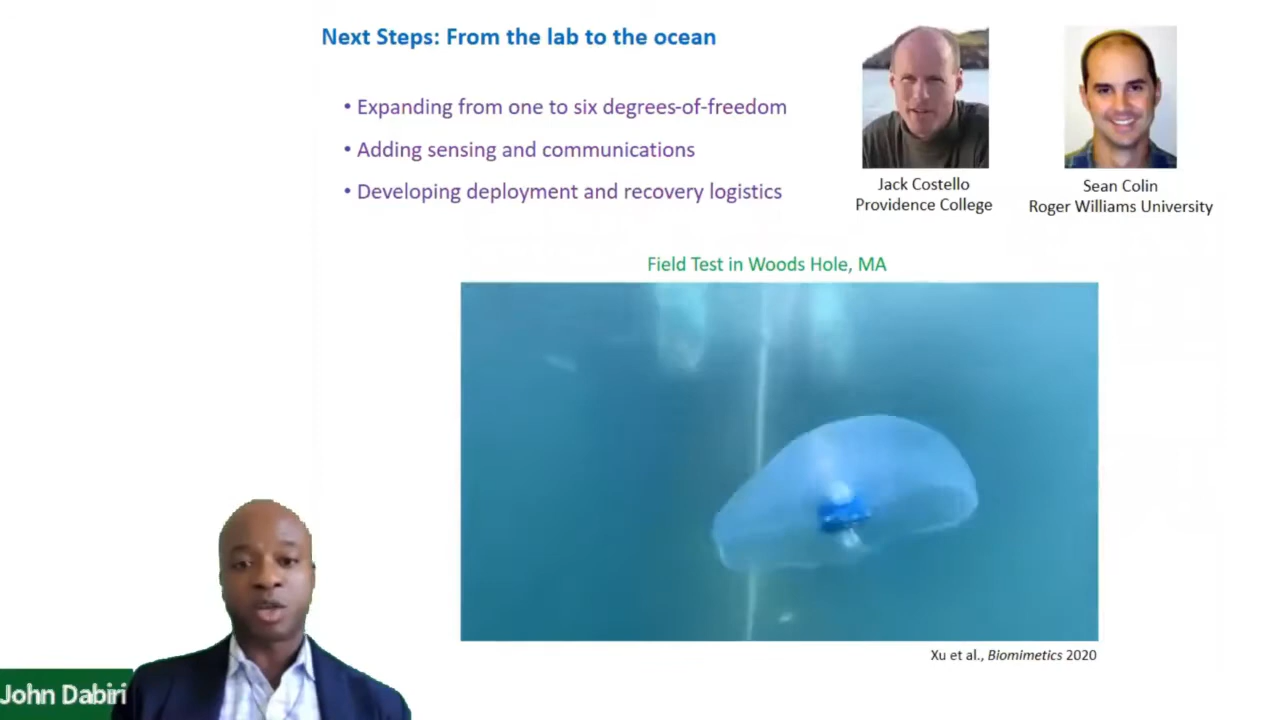 Next Steps: From the lab to the ocean
• Expanding from one to six degrees-of-freedom
• Adding sensing and communications
• Developing deployment and recovery logistics
Jack Costello
Providence College
Sean Colin
Roger Williams University
Field Test in Woods Hole, MA
Xu et al., Biomimetics 2020
John Dabiri